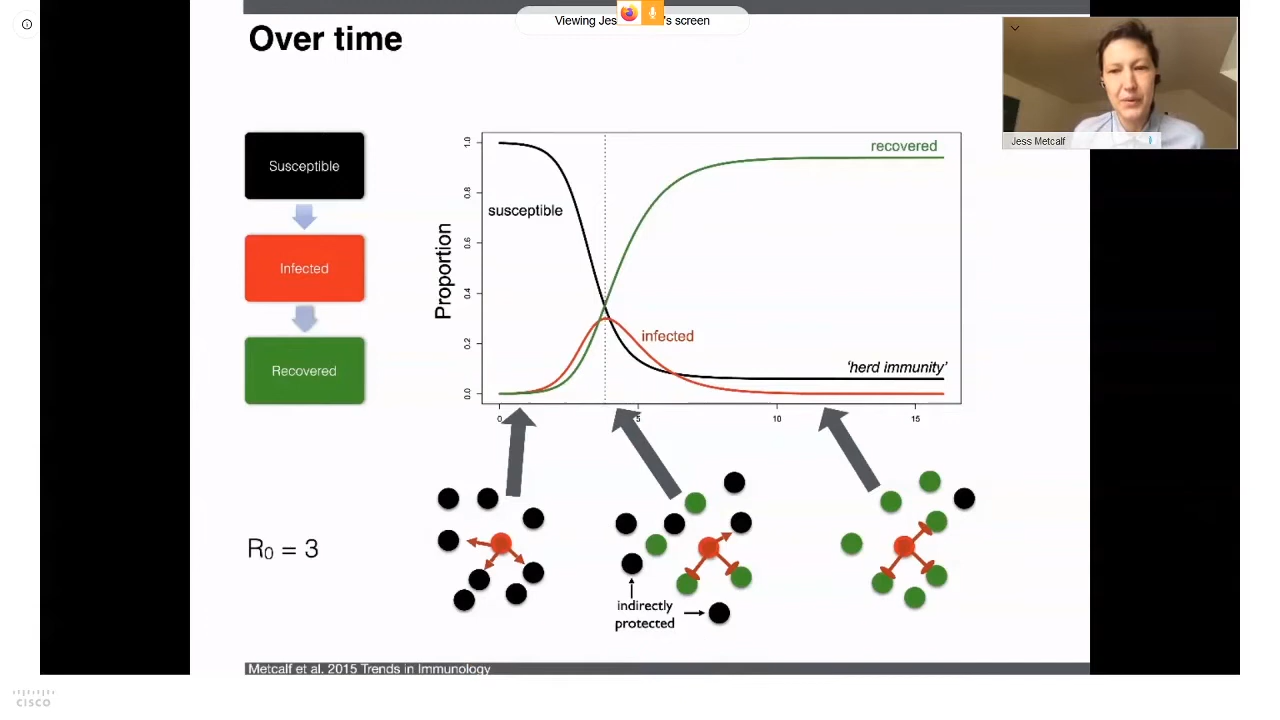 Viewing Jes
's screen
Over time
Jess Metcalf
Susceptible
Infected
Recovered
Proportion
1.0
0.8
0.6
0.4
0.2
0.0
susceptible
recovered
infected
'herd immunity'
0
5
10
15
R0 = 3
indirectly
protected
Metcalf et al. 2015 Trends in Immunology
CISCO